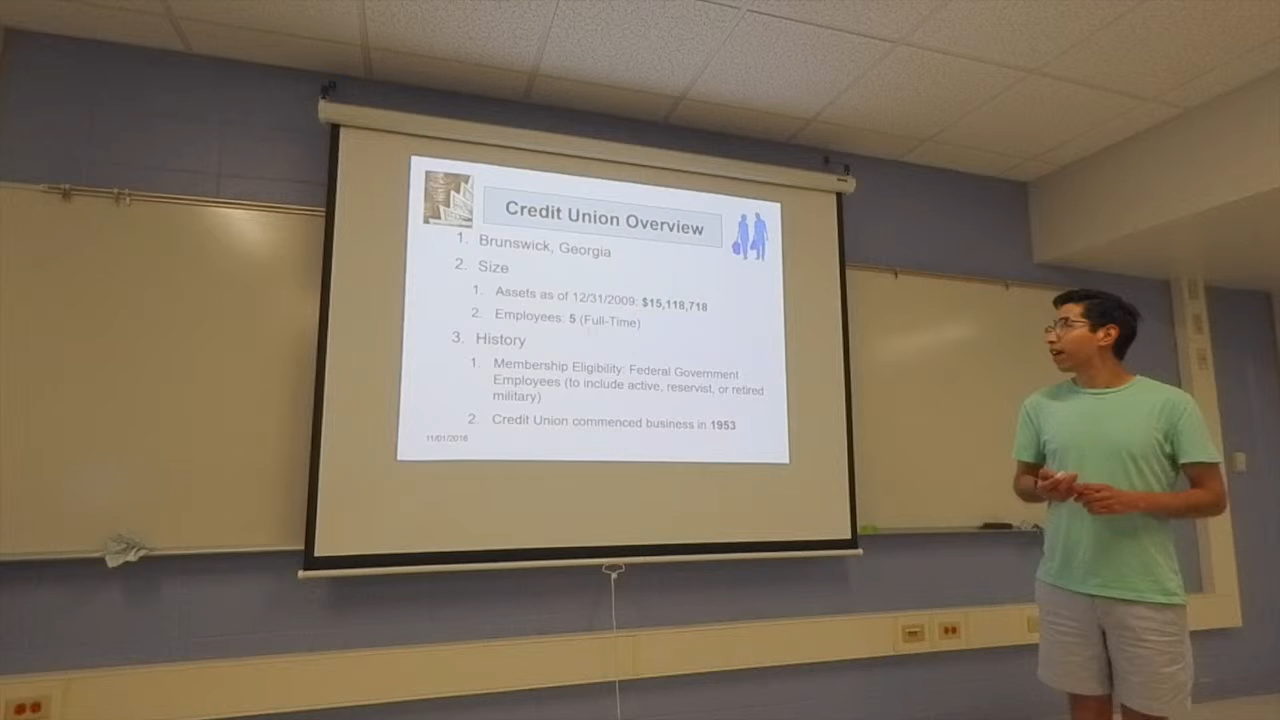 Credit Union Overview
1. Brunswick, Georgia
2. Size
1. Assets as of 12/31/2009: $15,118,718
2. Employees: 5 (Full-Time)
3. History
1. Membership Eligibility: Federal Government
Employees (to include active, reservist, or retired
military)
2. Credit Union commenced business in 1953
11/01/2016